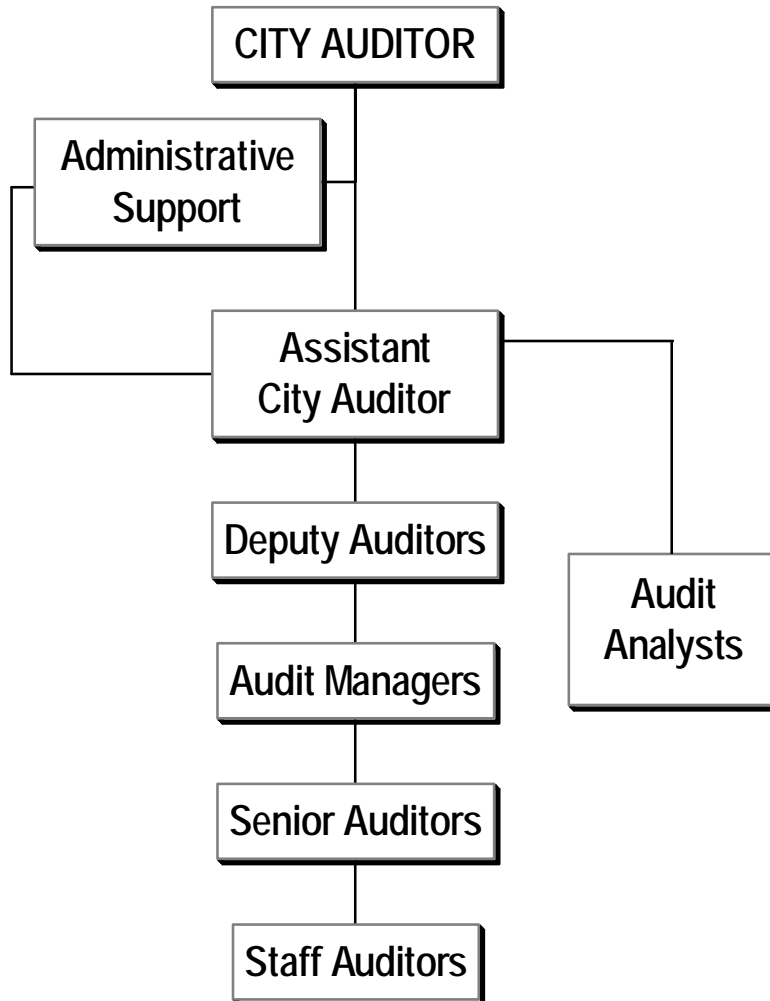 CITY AUDITOR
Administrative
Support
Assistant
City Auditor
Deputy Auditors
Audit
Analysts
Audit Managers
Senior Auditors
Staff Auditors